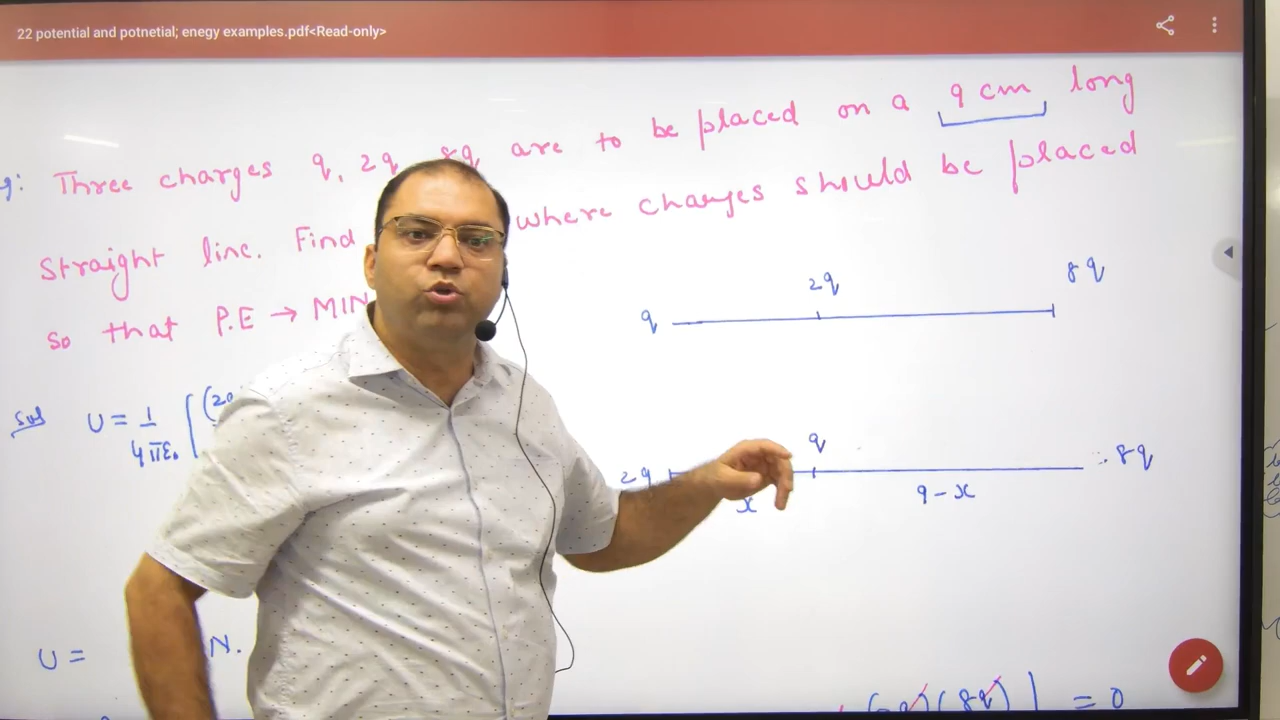 22 potential and potnetial; enegy examples.pdf<Read-only>
Three charges q, 2q, 8q are to be placed on a 9 cm long
straight line. Find where charges should be placed
so that P.E → MIN
2q
8q
q
Sol U = 1/4πε₀ [(2q
q
2q
8q
x
9-x
U = N.
(8q) = 0